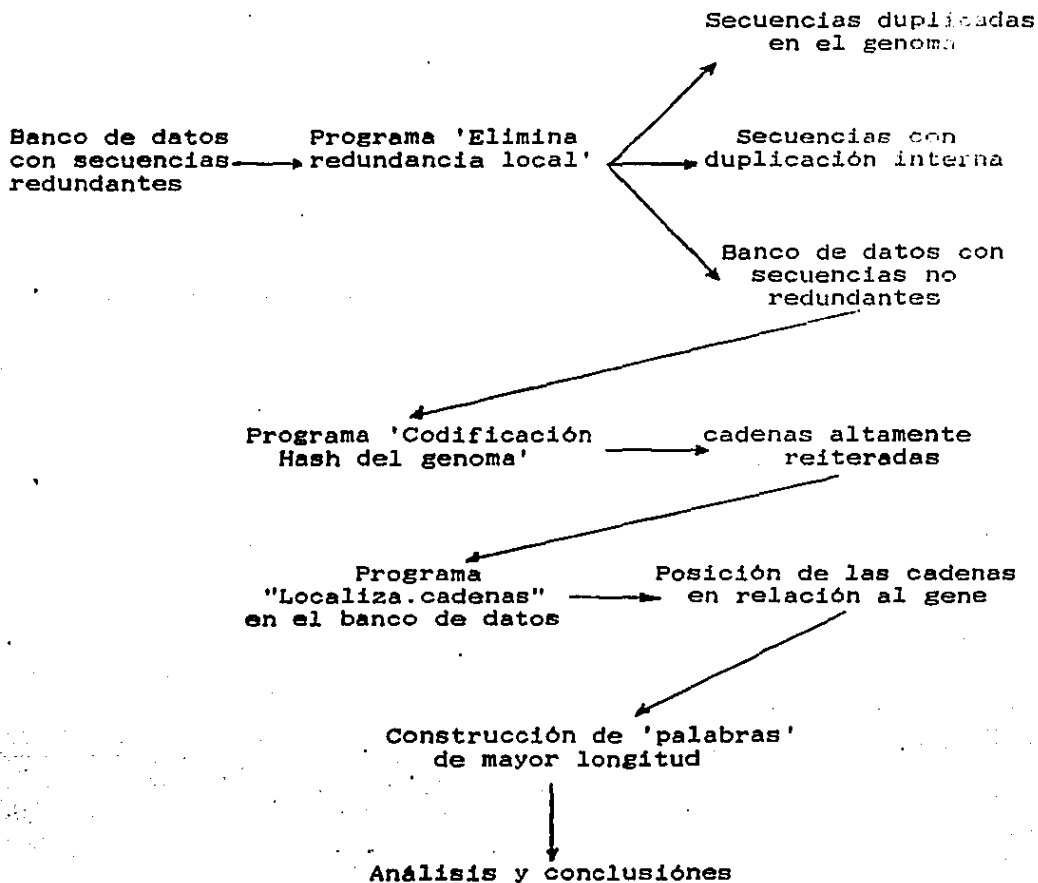 Secuencias duplicadas
en el genoma
Banco de datos
con secuencias
redundantes
Programa 'Elimina
redundancia local'
Secuencias con
duplicación interna
Banco de datos con
secuencias no
redundantes
Programa 'Codificación
Hash del genoma'
cadenas altamente
reiteradas
Programa
"Localiza.cadenas"
en el banco de datos
Posición de las cadenas
en relación al gene
Construcción de 'palabras'
de mayor longitud
Análisis y conclusiónes